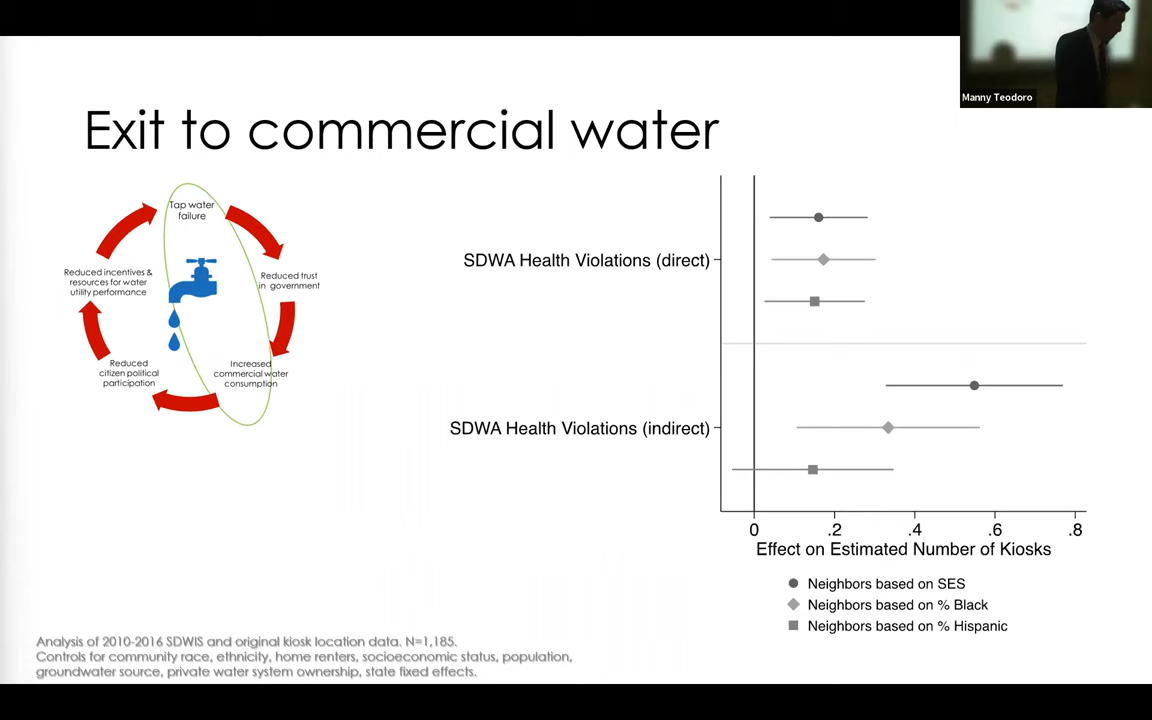 Manny Teodoro
Exit to commercial water
Tap water
failure
Reduced trust
in government
Increased
commercial water
consumption
Reduced
citizen political
participation
Reduced incentives &
resources for water
utility performance
SDWA Health Violations (direct)
SDWA Health Violations (indirect)
0 .2 .4 .6 .8
Effect on Estimated Number of Kiosks
Neighbors based on SES
Neighbors based on % Black
Neighbors based on % Hispanic
Analysis of 2010-2016 SDWIS and original kiosk location data. N=1,185.
Controls for community race, ethnicity, home renters, socioeconomic status, population,
groundwater source, private water system ownership, state fixed effects.